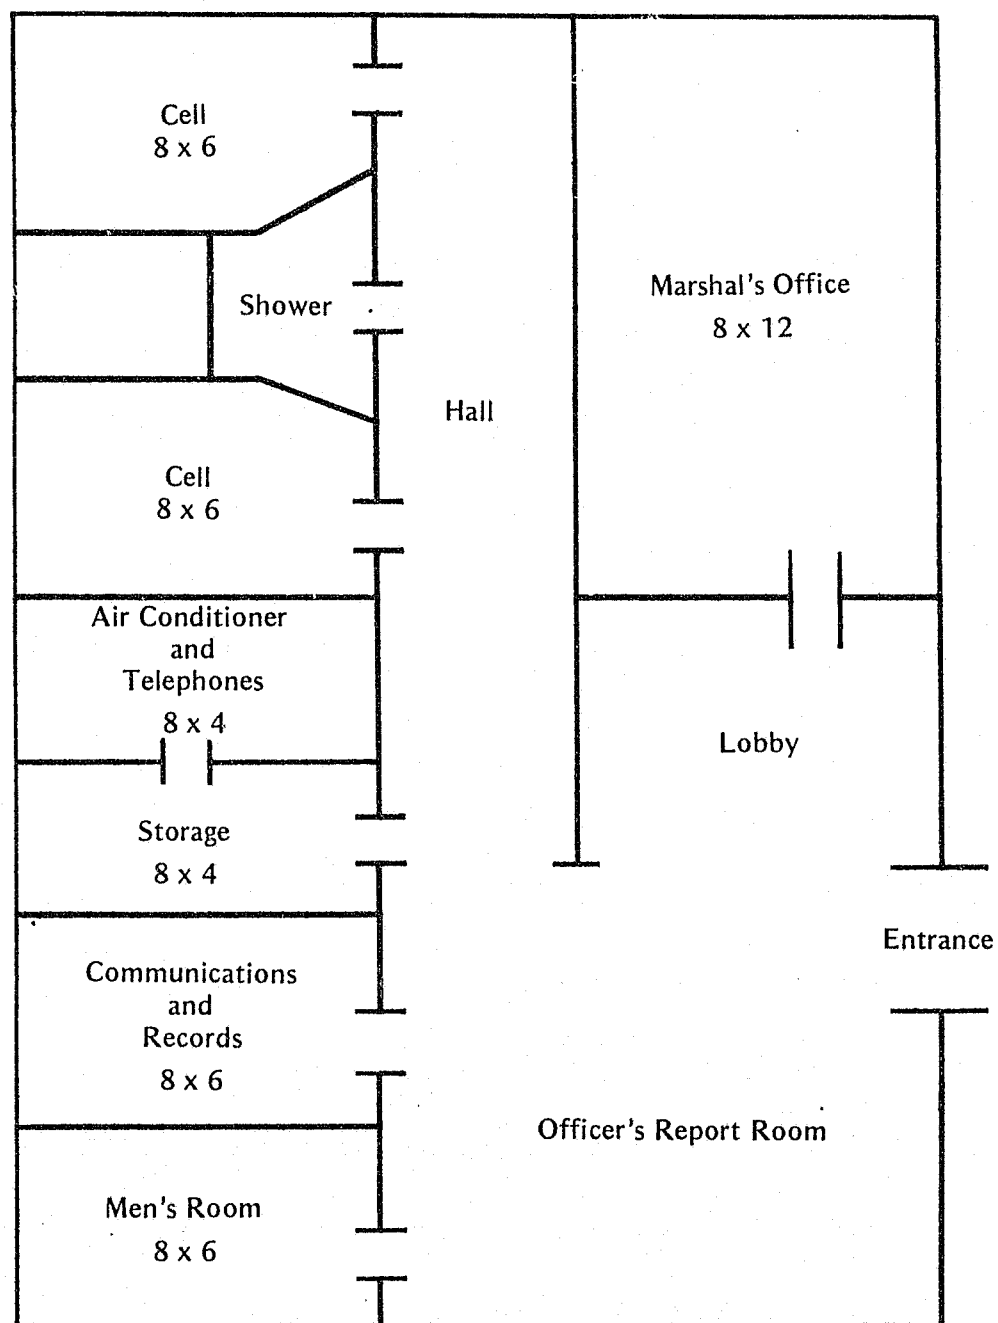 Cell
8 x 6
Shower
Marshal's Office
8 x 12
Hall
Cell
8 x 6
Air Conditioner
and
Telephones
8 x 4
Lobby
Storage
8 x 4
Entrance
Communications
and
Records
8 x 6
Officer's Report Room
Men's Room
8 x 6